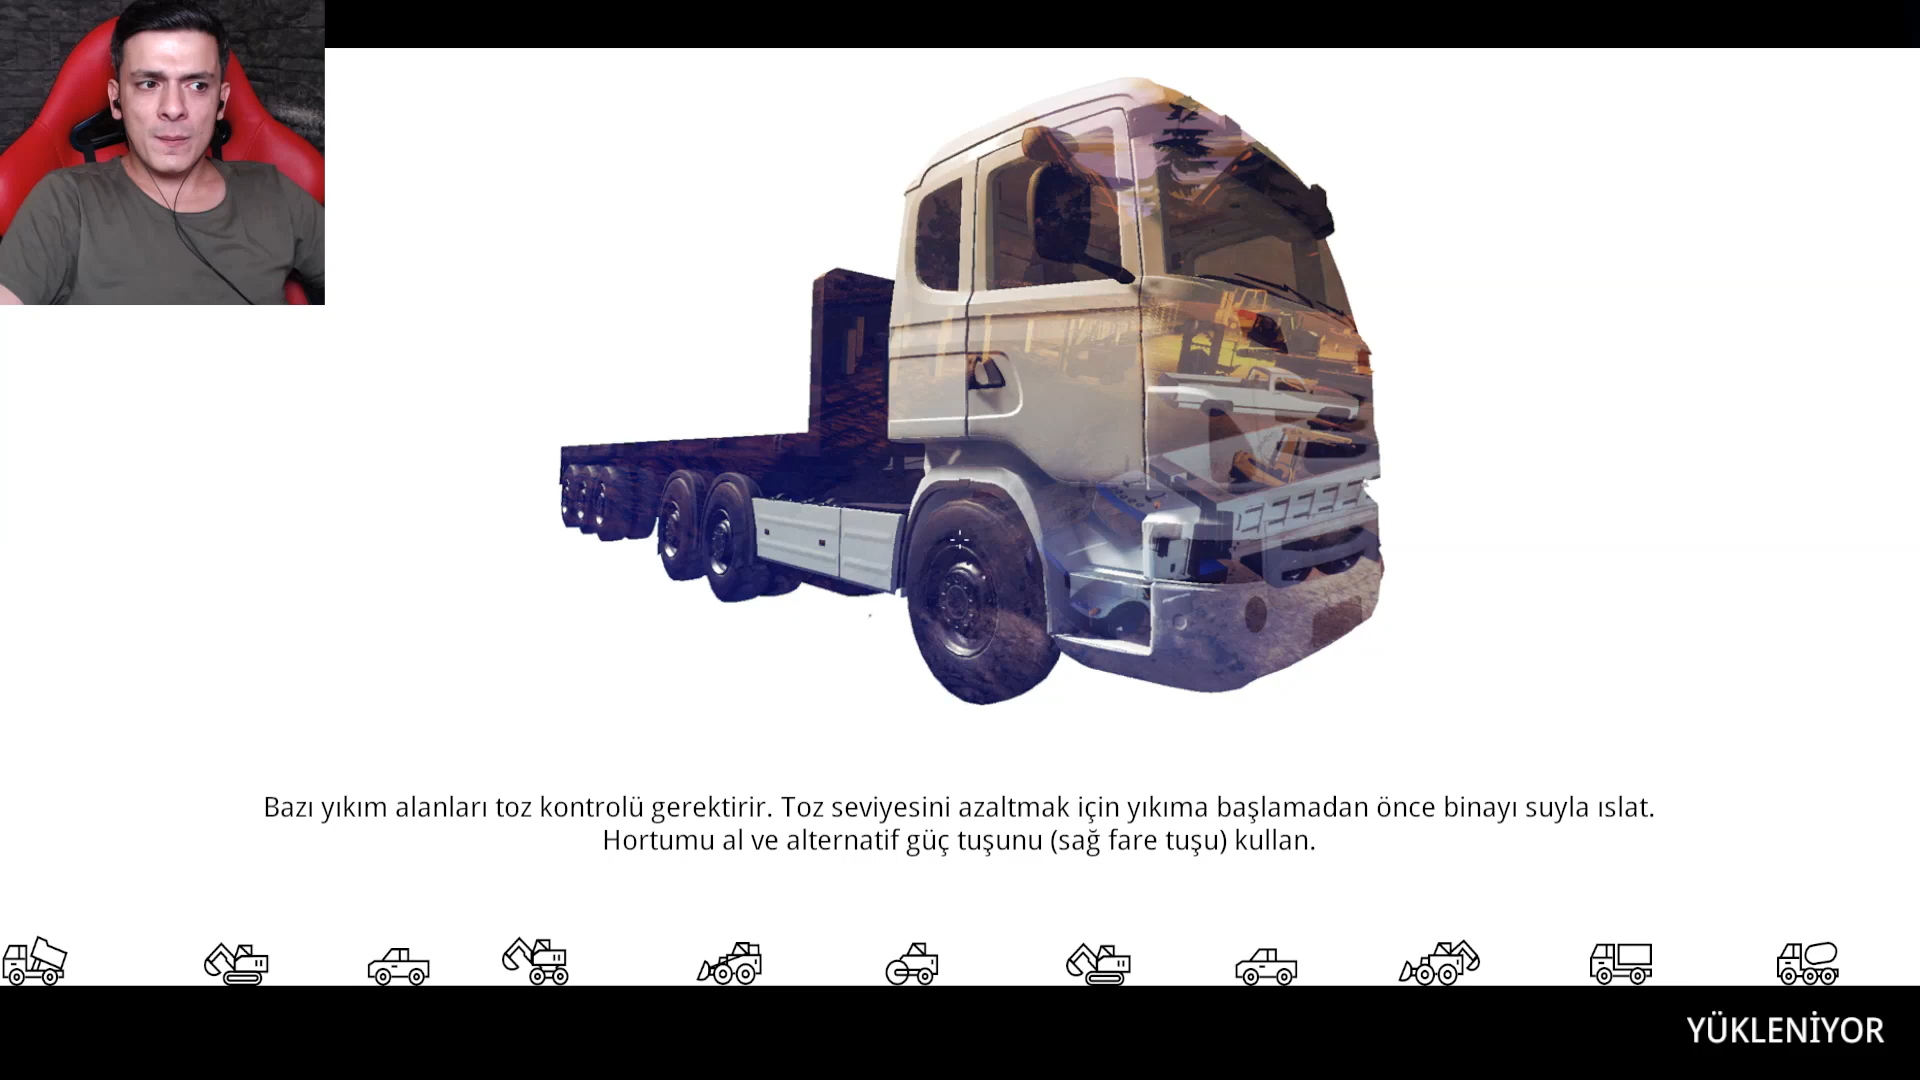 Bazı yıkım alanları toz kontrolü gerektirir. Toz seviyesini azaltmak için yıkıma başlamadan önce binayı suyla ıslat.
Hortumu al ve alternatif güç tuşunu (sağ fare tuşu) kullan.
YÜKLENİYOR